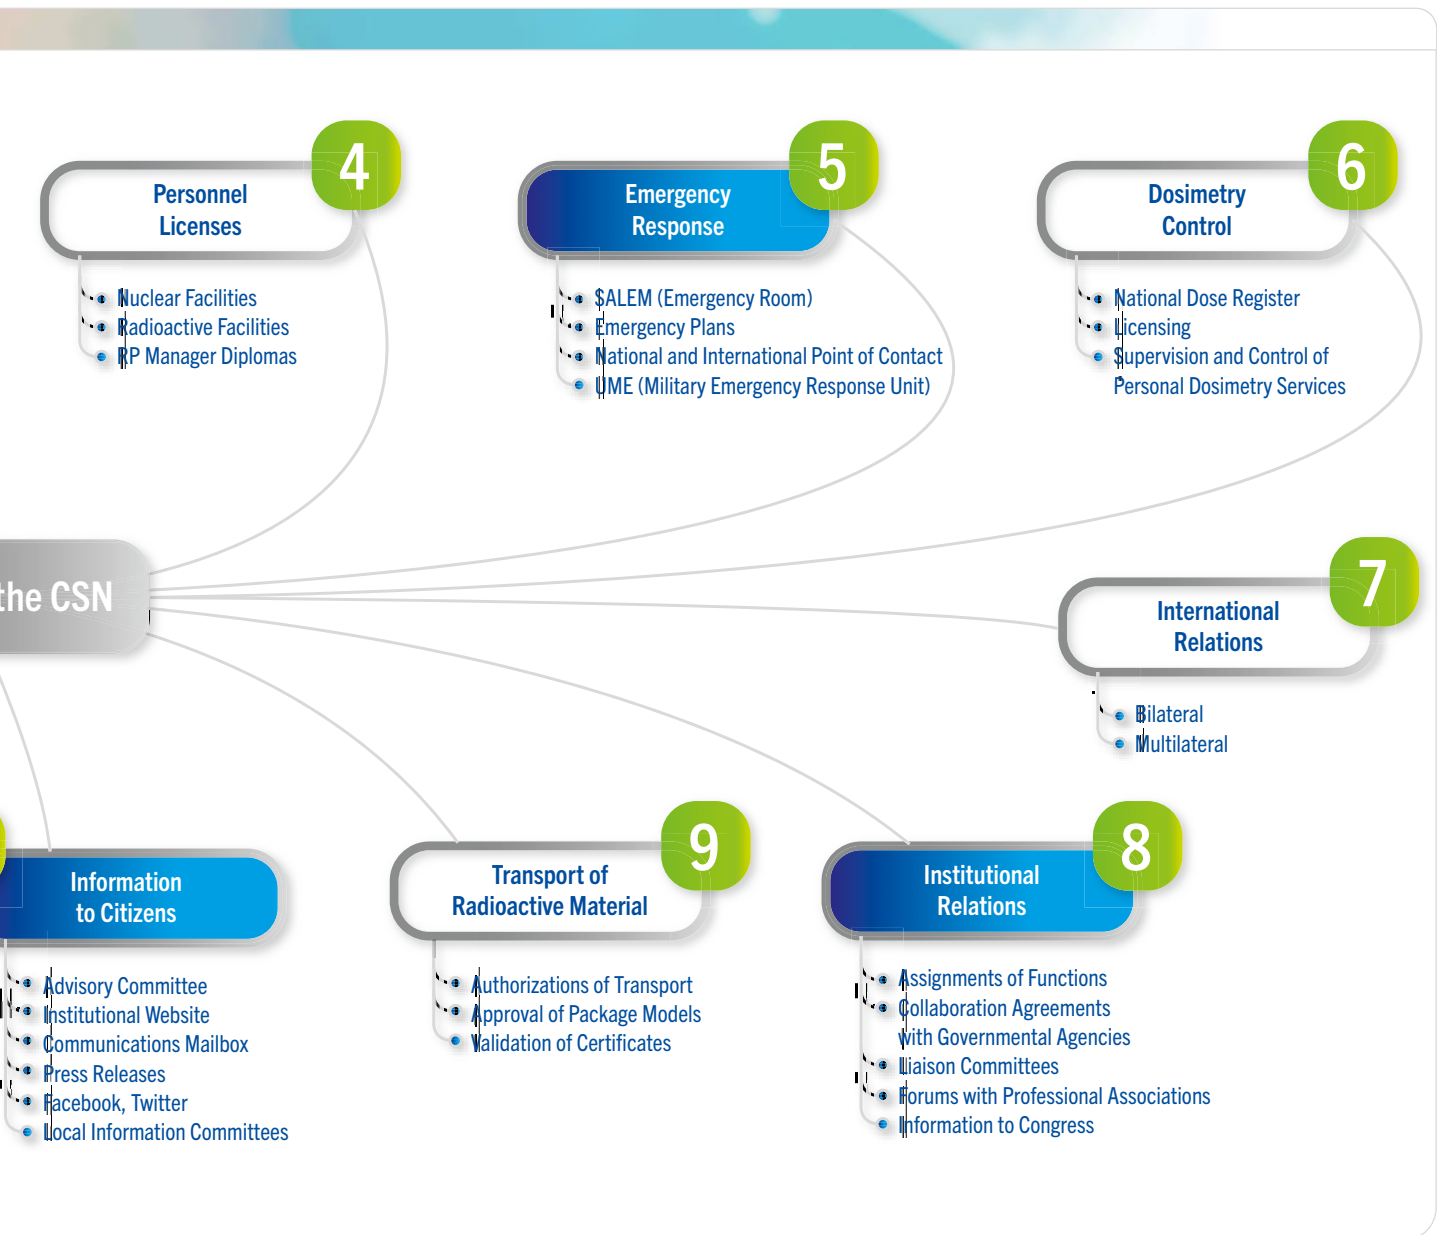 4
Personnel
Licenses
Nuclear Facilities
Radioactive Facilities
RP Manager Diplomas
5
Emergency
Response
SALEM (Emergency Room)
Emergency Plans
National and International Point of Contact
UME (Military Emergency Response Unit)
6
Dosimetry
Control
National Dose Register
Licensing
Supervision and Control of
Personal Dosimetry Services
the CSN
7
International
Relations
Bilateral
Multilateral
Information
to Citizens
Advisory Committee
Institutional Website
Communications Mailbox
Press Releases
Facebook, Twitter
Local Information Committees
9
Transport of
Radioactive Material
Authorizations of Transport
Approval of Package Models
Validation of Certificates
8
Institutional
Relations
Assignments of Functions
Collaboration Agreements
with Governmental Agencies
Liaison Committees
Forums with Professional Associations
Information to Congress